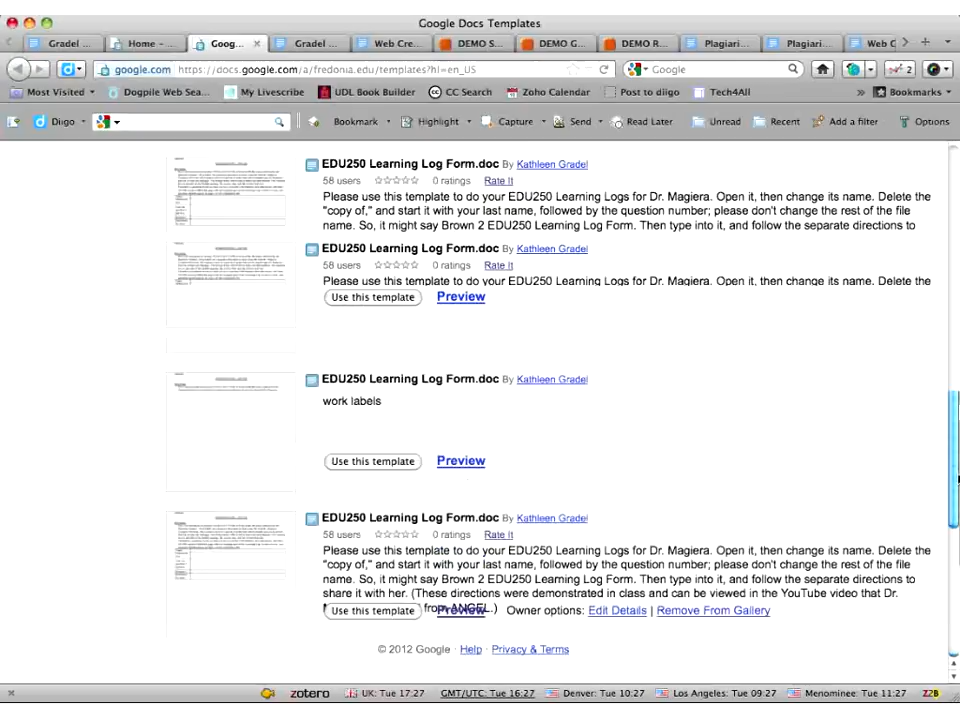 Google Docs Templates
Gradel ... Home - ... Goog... Gradel ... Web Cre... DEMO S... DEMO G... DEMO R... Plagiari... Plagiari... Web C
google.com https://docs.google.com/a/fredonia.edu/templates?hl=en_US Google 2
Most Visited Dogpile Web Sea... My Livescribe UDL Book Builder CC Search Zoho Calendar Post to diigo Tech4All » Bookmarks
Diigo Bookmark Highlight Capture Send Read Later Unread Recent Add a filter Options
EDU250 Learning Log Form.doc By Kathleen Gradel
58 users 0 ratings Rate It
Please use this template to do your EDU250 Learning Logs for Dr. Magiera. Open it, then change its name. Delete the
"copy of," and start it with your last name, followed by the question number; please don't change the rest of the file
name. So, it might say Brown 2 EDU250 Learning Log Form. Then type into it, and follow the separate directions to
EDU250 Learning Log Form.doc By Kathleen Gradel
58 users 0 ratings Rate It
Please use this template to do your EDU250 Learning Logs for Dr. Magiera. Open it, then change its name. Delete the
Use this template Preview
EDU250 Learning Log Form.doc By Kathleen Gradel
work labels
Use this template Preview
EDU250 Learning Log Form.doc By Kathleen Gradel
58 users 0 ratings Rate It
Please use this template to do your EDU250 Learning Logs for Dr. Magiera. Open it, then change its name. Delete the
"copy of," and start it with your last name, followed by the question number; please don't change the rest of the file
name. So, it might say Brown 2 EDU250 Learning Log Form. Then type into it, and follow the separate directions to
share it with her. (These directions were demonstrated in class and can be viewed in the YouTube video that Dr.
from ANGEL.)
Use this template Preview Owner options: Edit Details | Remove From Gallery
© 2012 Google · Help · Privacy & Terms
zotero UK: Tue 17:27 GMT/UTC: Tue 16:27 Denver: Tue 10:27 Los Angeles: Tue 09:27 Menominee: Tue 11:27